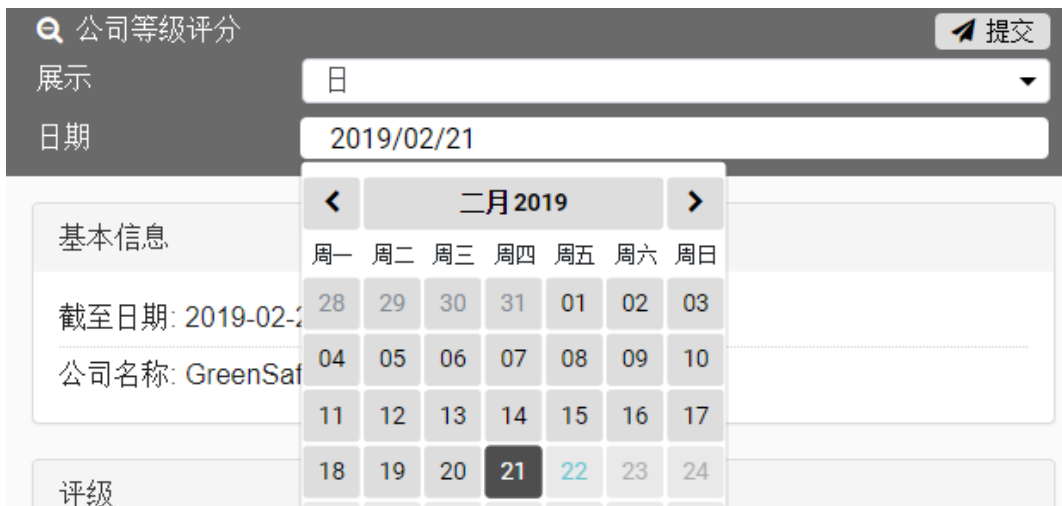 公司等级评分
提交
展示
日
日期
2019/02/21
二月2019
周一 周二 周三 周四 周五 周六 周日
28 29 30 31 01 02 03
04 05 06 07 08 09 10
11 12 13 14 15 16 17
18 19 20 21 22 23 24
基本信息
截至日期: 2019-02-
公司名称: GreenSaf
评级